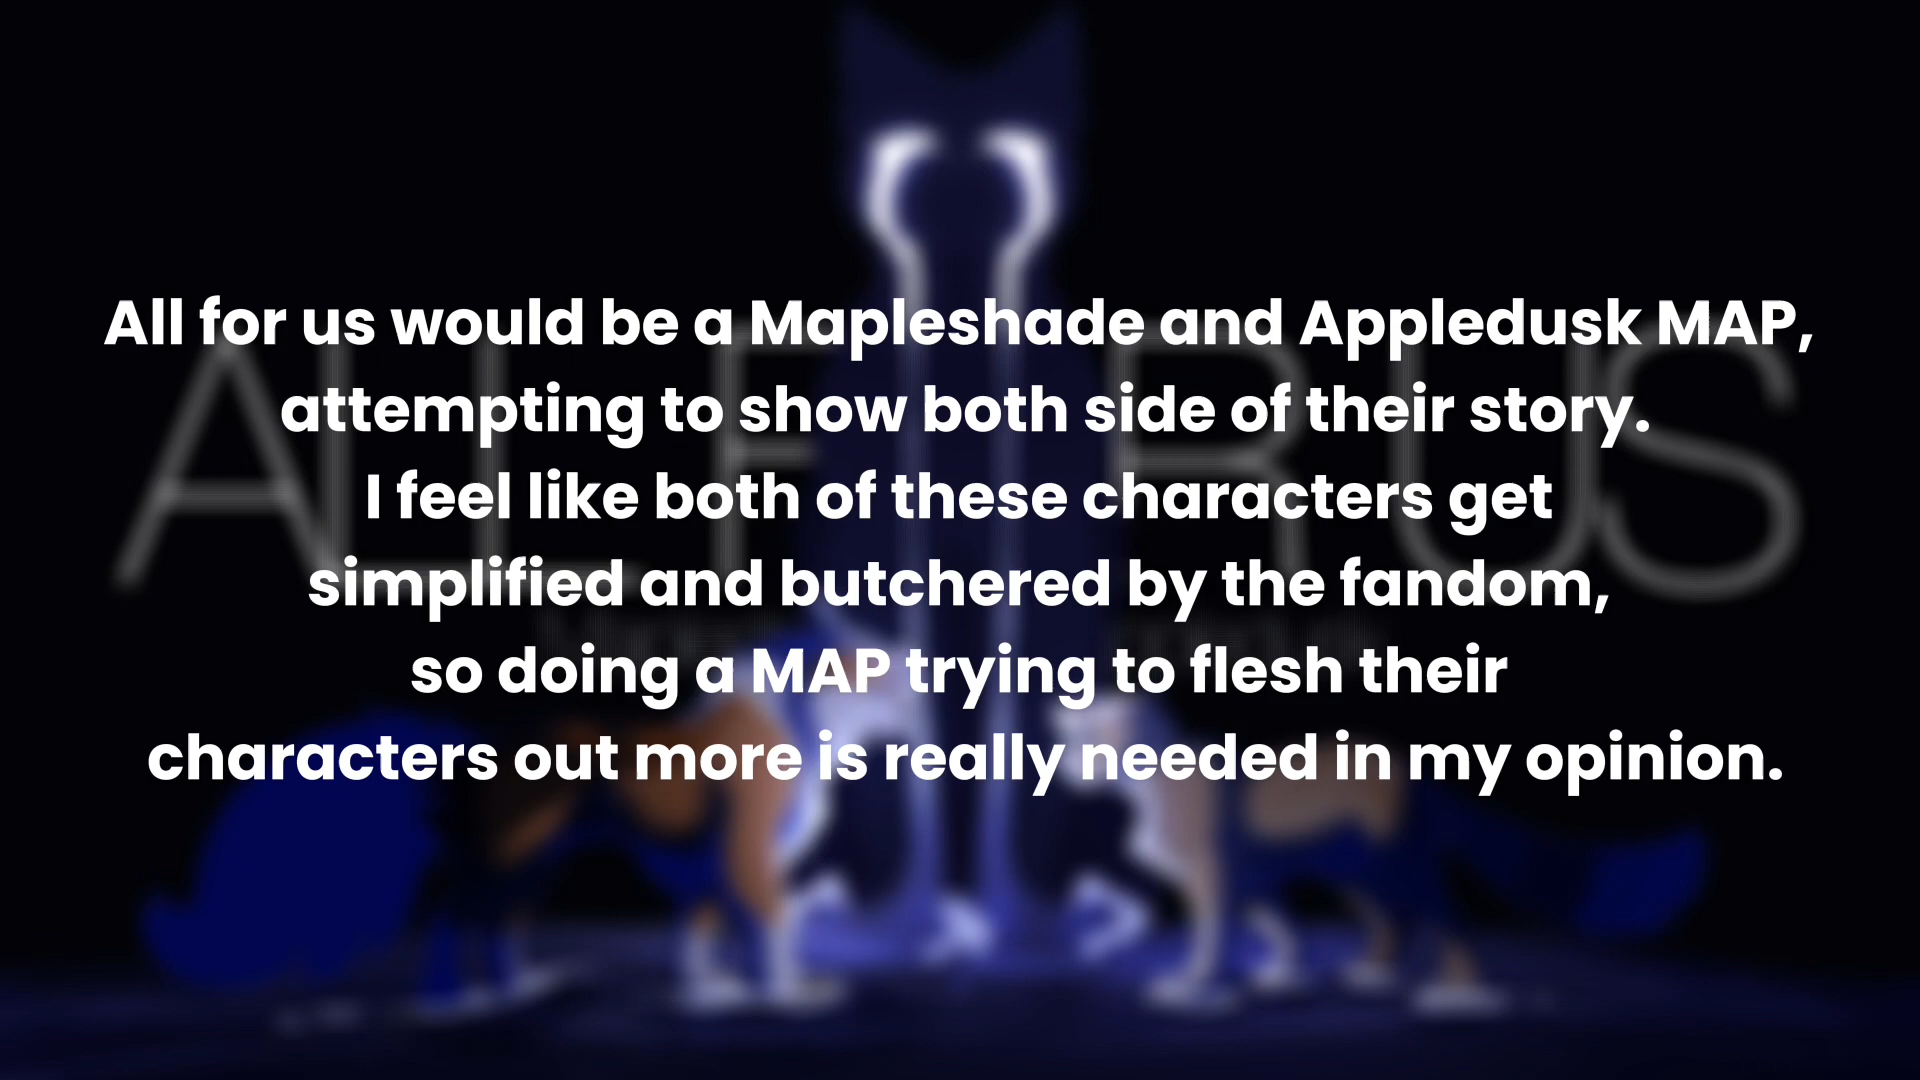 All for us would be a Mapleshade and Appledusk MAP,
attempting to show both side of their story.
I feel like both of these characters get
simplified and butchered by the fandom,
so doing a MAP trying to flesh their
characters out more is really needed in my opinion.
ALL F R US